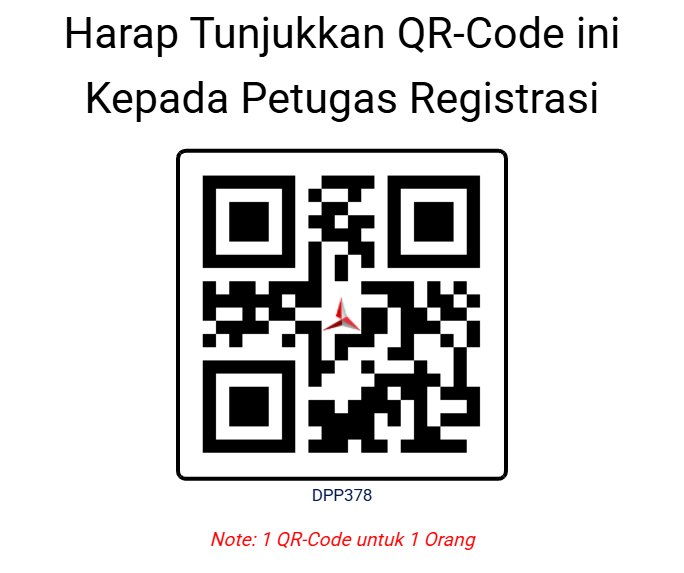 Harap Tunjukkan QR-Code ini
Kepada Petugas Registrasi
DPP378
Note: 1 QR-Code untuk 1 Orang